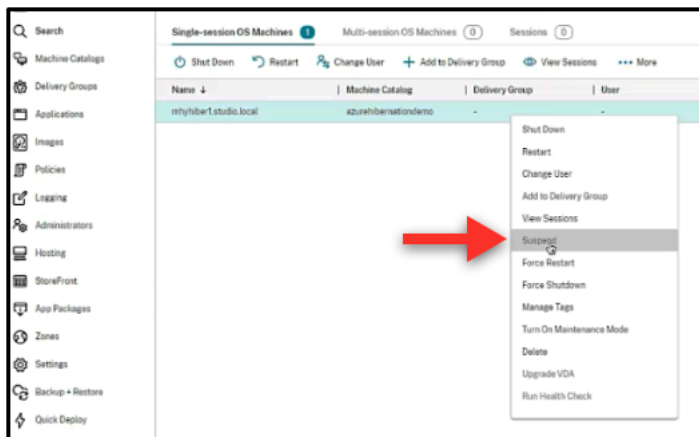 Search
Machine Catalogs
Delivery Groups
Applications
Images
Policies
Logging
Administrators
Hosting
StoreFront
App Packages
Zones
Settings
Backup + Restore
Quick Deploy
Single-session OS Machines 1 Multi-session OS Machines 0 Sessions 0
Shut Down Restart Change User Add to Delivery Group View Sessions More
Name ↓ Machine Catalog Delivery Group User
mhyhiber1.studio.local azurehibernationdemo - -
Shut Down
Restart
Change User
Add to Delivery Group
View Sessions
Suspend
Force Restart
Force Shutdown
Manage Tags
Turn On Maintenance Mode
Delete
Upgrade VDA
Run Health Check